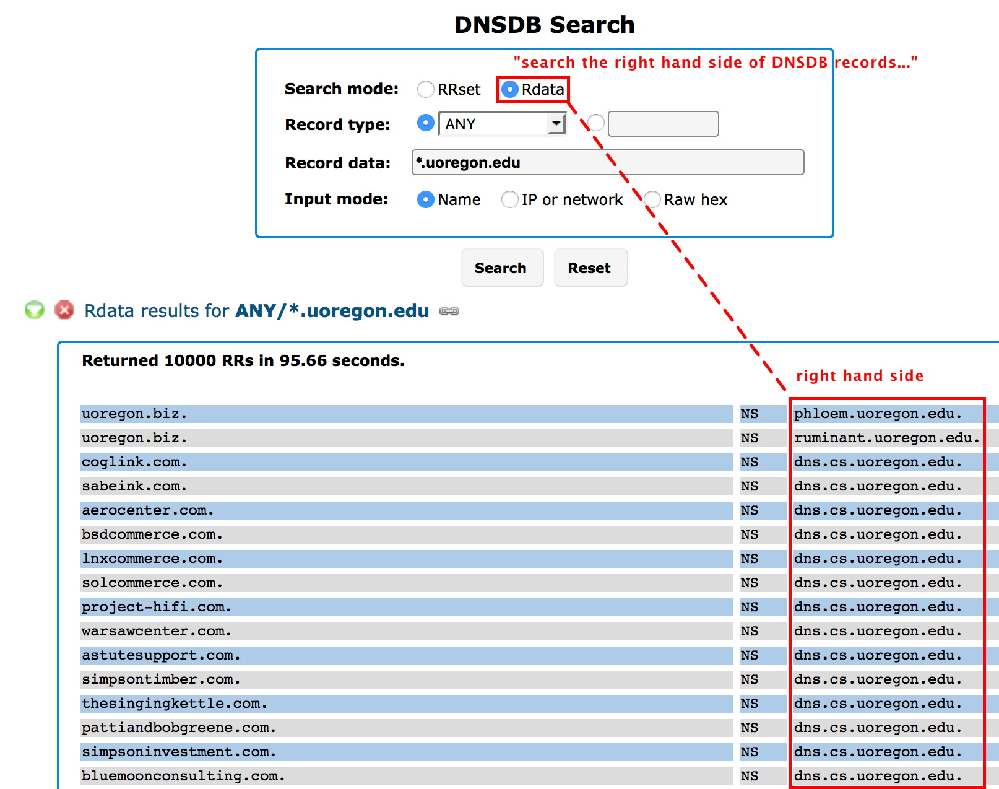 DNSDB Search
"search the right hand side of DNSDB records..."
Search mode: RRset Rdata
Record type: ANY
Record data: *.uoregon.edu
Input mode: Name IP or network Raw hex
Search Reset
Rdata results for ANY/*.uoregon.edu
Returned 10000 RRs in 95.66 seconds.
right hand side
uoregon.biz. NS phloem.uoregon.edu.
uoregon.biz. NS ruminant.uoregon.edu.
coglink.com. NS dns.cs.uoregon.edu.
sabeink.com. NS dns.cs.uoregon.edu.
aerocenter.com. NS dns.cs.uoregon.edu.
bsdcommerce.com. NS dns.cs.uoregon.edu.
lnxcommerce.com. NS dns.cs.uoregon.edu.
solcommerce.com. NS dns.cs.uoregon.edu.
project-hifi.com. NS dns.cs.uoregon.edu.
warsawcenter.com. NS dns.cs.uoregon.edu.
astutesupport.com. NS dns.cs.uoregon.edu.
simpsontimber.com. NS dns.cs.uoregon.edu.
thesingingkettle.com. NS dns.cs.uoregon.edu.
pattiandbobgreene.com. NS dns.cs.uoregon.edu.
simpsoninvestment.com. NS dns.cs.uoregon.edu.
bluemoonconsulting.com. NS dns.cs.uoregon.edu.